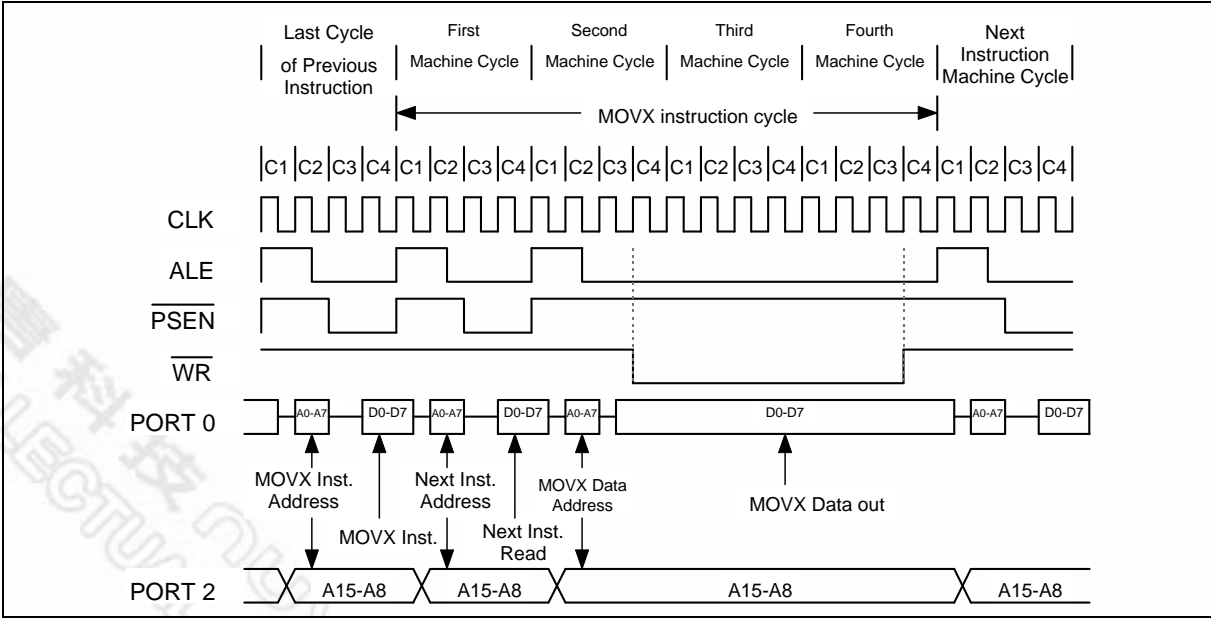 Last Cycle
of Previous
Instruction
First
Machine Cycle
Second
Machine Cycle
Third
Machine Cycle
Fourth
Machine Cycle
Next
Instruction
Machine Cycle
MOVX instruction cycle
C1 C2 C3 C4 C1 C2 C3 C4 C1 C2 C3 C4 C1 C2 C3 C4 C1 C2 C3 C4 C1 C2 C3 C4
CLK
ALE
PSEN
WR
PORT 0
A0-A7 D0-D7 A0-A7 D0-D7 A0-A7 D0-D7 A0-A7 D0-D7
MOVX Inst.
Address
MOVX Inst.
Next Inst.
Address
Next Inst.
Read
MOVX Data
Address
MOVX Data out
PORT 2
A15-A8 A15-A8 A15-A8 A15-A8